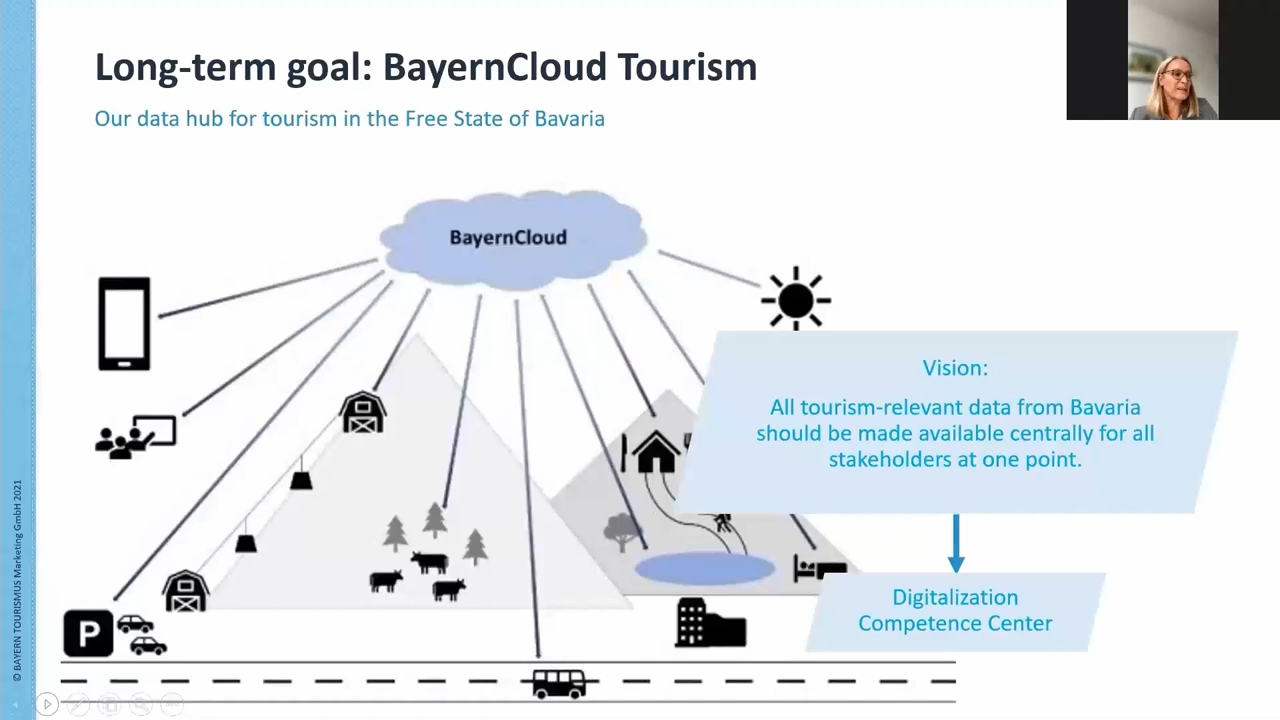 Long-term goal: BayernCloud Tourism
Our data hub for tourism in the Free State of Bavaria
BayernCloud
Vision:
All tourism-relevant data from Bavaria
should be made available centrally for all
stakeholders at one point.
Digitalization
Competence Center
P
© BAYERN TOURISMUS Marketing GmbH 2021
4